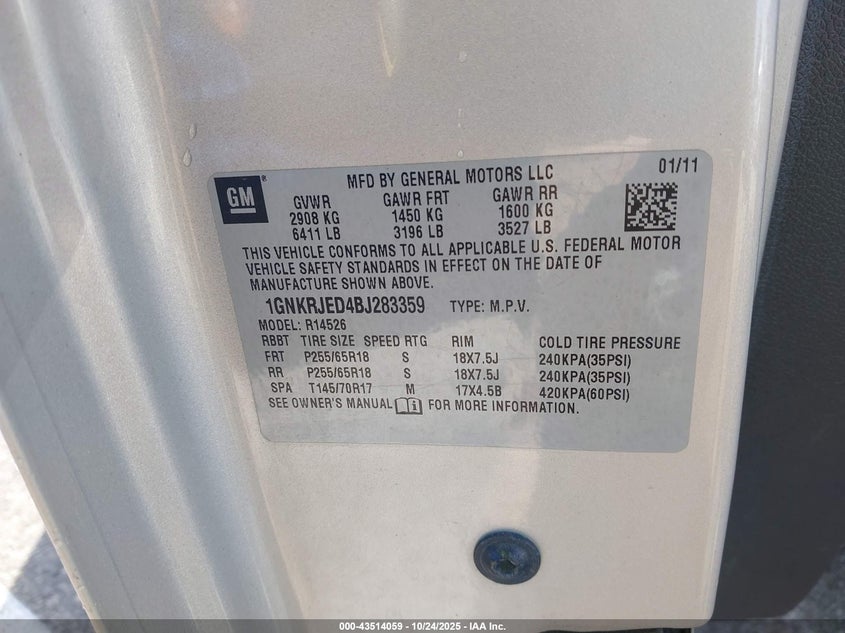 GM ®
MFD BY GENERAL MOTORS LLC 01/11
GVWR GAWR FRT GAWR RR
2908 KG 1450 KG 1600 KG
6411 LB 3196 LB 3527 LB
THIS VEHICLE CONFORMS TO ALL APPLICABLE U.S. FEDERAL MOTOR
VEHICLE SAFETY STANDARDS IN EFFECT ON THE DATE OF
MANUFACTURE SHOWN ABOVE.
1GNKRJED4BJ283359 TYPE: M.P.V.
MODEL: R14526
RBBT TIRE SIZE SPEED RTG RIM COLD TIRE PRESSURE
FRT P255/65R18 S 18X7.5J 240KPA(35PSI)
RR P255/65R18 S 18X7.5J 240KPA(35PSI)
SPA T145/70R17 M 17X4.5B 420KPA(60PSI)
SEE OWNER'S MANUAL FOR MORE INFORMATION.
000-43514059 - 10/24/2025 - IAA Inc.